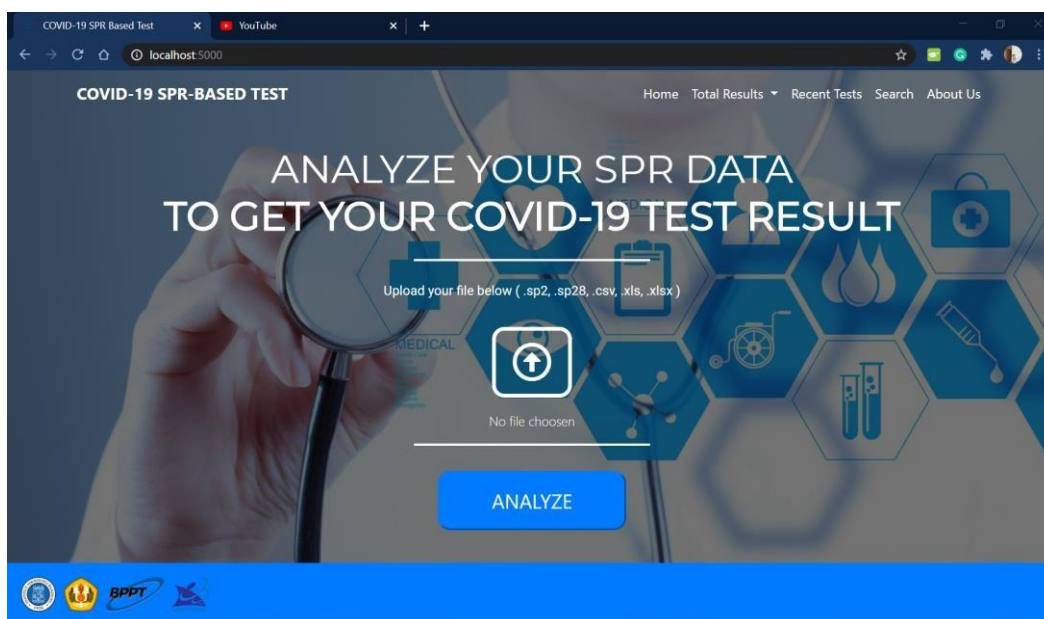 COVID-19 SPR Based Test
YouTube
localhost:5000
COVID-19 SPR-BASED TEST
Home Total Results Recent Tests Search About Us
ANALYZE YOUR SPR DATA
TO GET YOUR COVID-19 TEST RESULT
MEDICAL
Upload your file below ( .sp2, .sp28, .csv, .xls, .xlsx )
MEDICAL
No file choosen
ANALYZE
BPPT